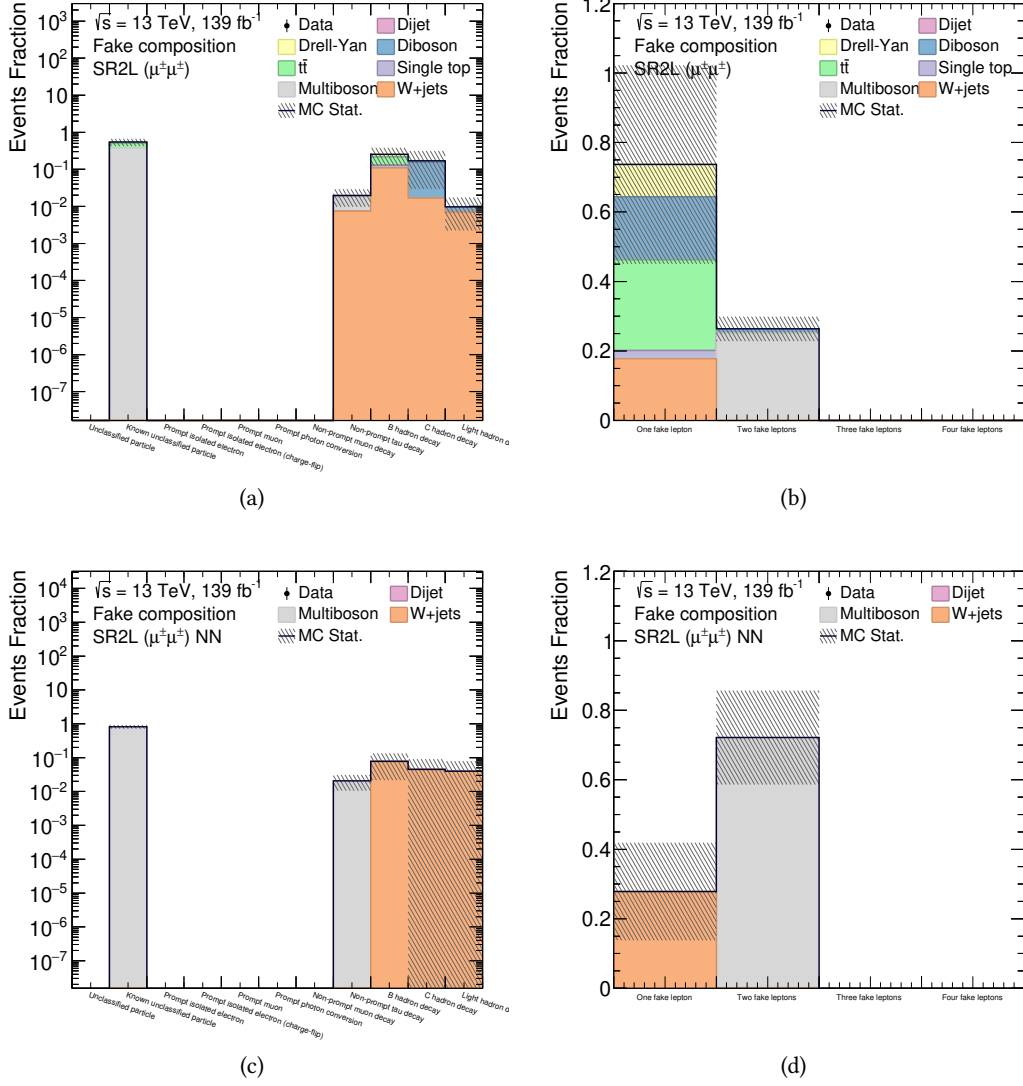 Events Fraction
10³
10²
10
1
10⁻¹
10⁻²
10⁻³
10⁻⁴
10⁻⁵
10⁻⁶
10⁻⁷
√s = 13 TeV, 139 fb⁻¹
Fake composition
SR2L (μ±μ±)
Data
Dijet
Drell-Yan
Diboson
tt̄
Single top
Multiboson
W+jets
MC Stat.
Unclassified particle
Known unclassified particle
Prompt isolated electron
Prompt isolated electron (charge-flip)
Prompt muon
Prompt photon conversion
Non-prompt muon decay
Non-prompt tau decay
B hadron decay
C hadron decay
Light hadron d
(a)
Events Fraction
1.2
1
0.8
0.6
0.4
0.2
0
√s = 13 TeV, 139 fb⁻¹
Fake composition
SR2L (μ±μ±)
Data
Dijet
Drell-Yan
Diboson
tt̄
Single top
Multiboson
W+jets
MC Stat.
One fake lepton
Two fake leptons
Three fake leptons
Four fake leptons
(b)
Events Fraction
10⁴
10³
10²
10
1
10⁻¹
10⁻²
10⁻³
10⁻⁴
10⁻⁵
10⁻⁶
10⁻⁷
√s = 13 TeV, 139 fb⁻¹
Fake composition
SR2L (μ±μ±) NN
Data
Dijet
Multiboson
W+jets
MC Stat.
Unclassified particle
Known unclassified particle
Prompt isolated electron
Prompt isolated electron (charge-flip)
Prompt muon
Prompt photon conversion
Non-prompt muon decay
Non-prompt tau decay
B hadron decay
C hadron decay
Light hadron d
(c)
Events Fraction
1.2
1
0.8
0.6
0.4
0.2
0
√s = 13 TeV, 139 fb⁻¹
Fake composition
SR2L (μ±μ±) NN
Data
Dijet
Multiboson
W+jets
MC Stat.
One fake lepton
Two fake leptons
Three fake leptons
Four fake leptons
(d)